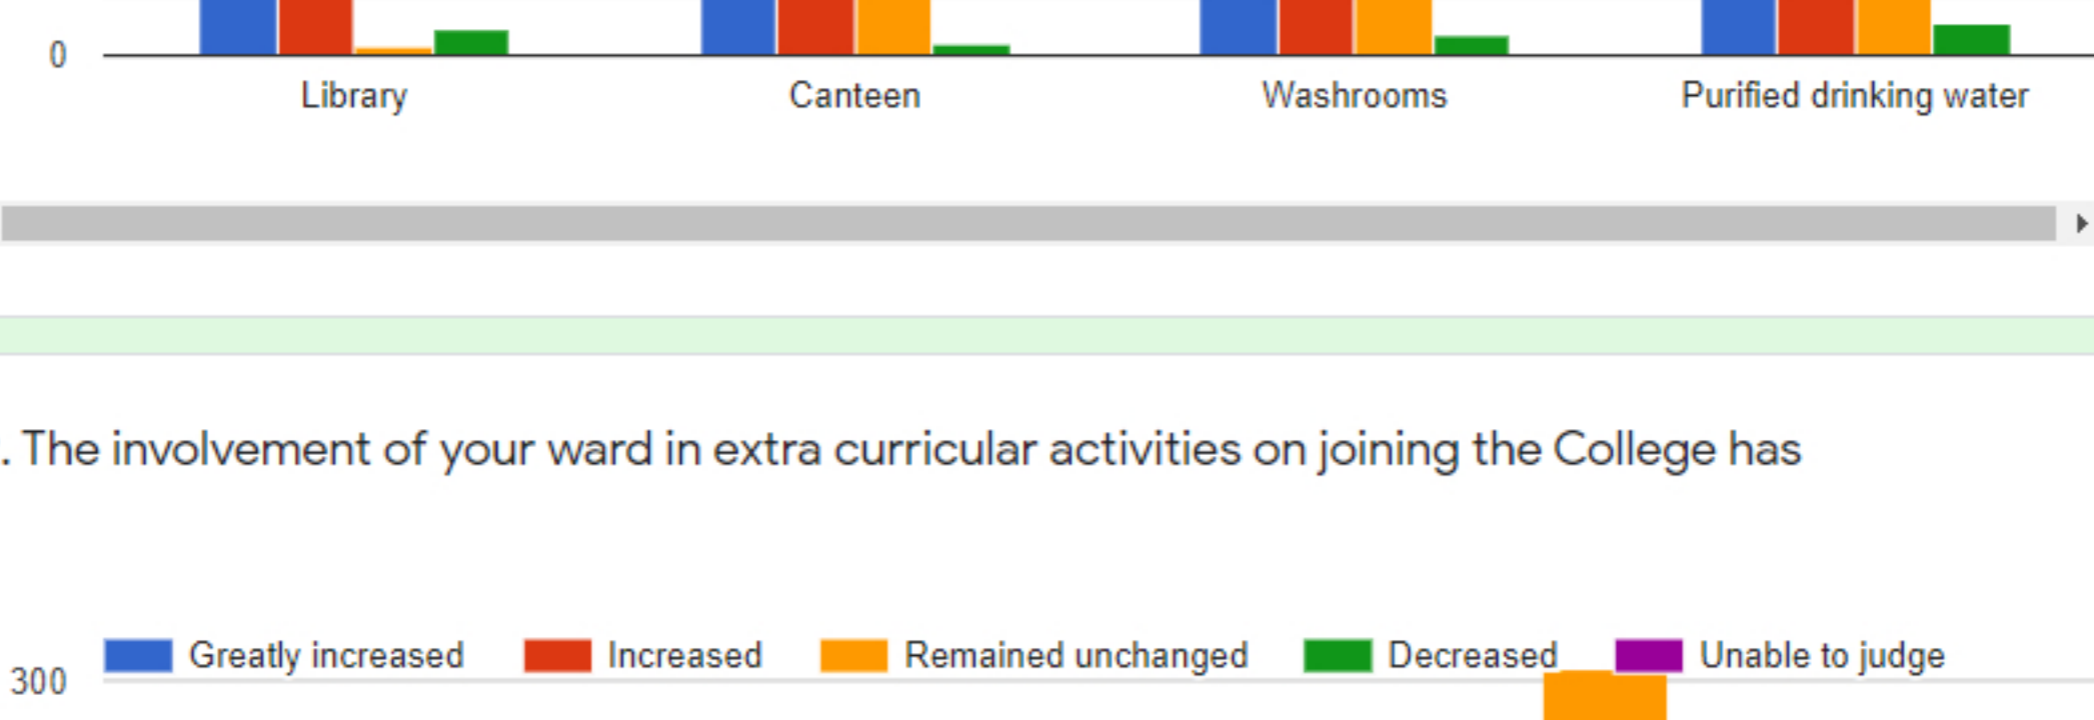 0
Library Canteen Washrooms Purified drinking water
. The involvement of your ward in extra curricular activities on joining the College has
Greatly increased Increased Remained unchanged Decreased Unable to judge
300